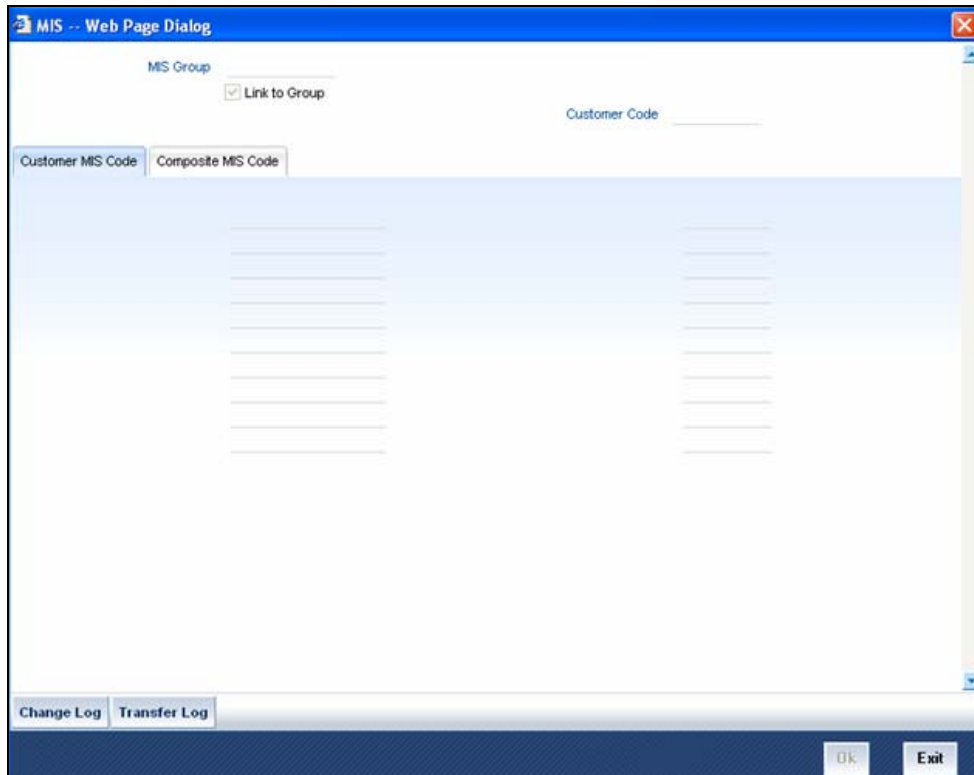 MIS -- Web Page Dialog
MIS Group
Link to Group
Customer Code
Customer MIS Code Composite MIS Code
Change Log Transfer Log
Ok Exit